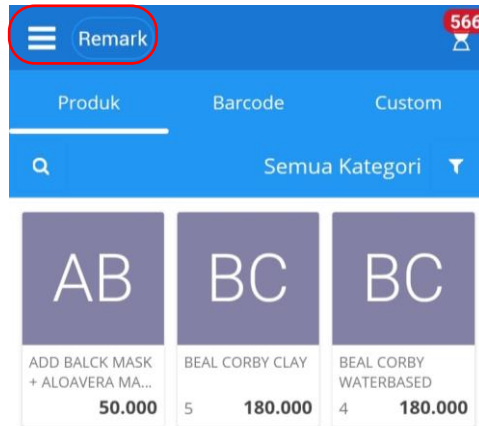 Remark
566
Produk Barcode Custom
Semua Kategori
AB BC BC
ADD BALCK MASK
+ ALOAVERA MA...
50.000
BEAL CORBY CLAY
5 180.000
BEAL CORBY
WATERBASED
4 180.000